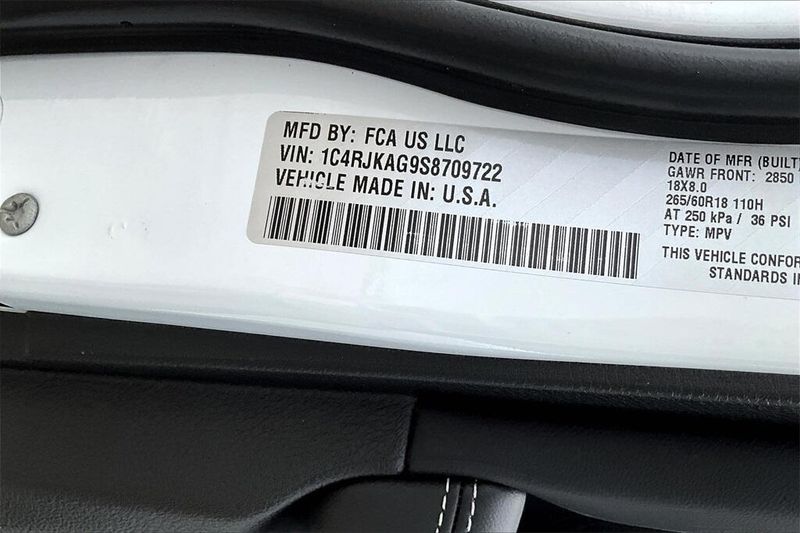 MFD BY: FCA US LLC
VIN: 1C4RJKAG9S8709722
VEHICLE MADE IN: U.S.A.
DATE OF MFR (BUILT)
GAWR FRONT: 2850
18X8.0
265/60R18 110H
AT 250 kPa / 36 PSI
TYPE: MPV
THIS VEHICLE CONFOR
STANDARDS I